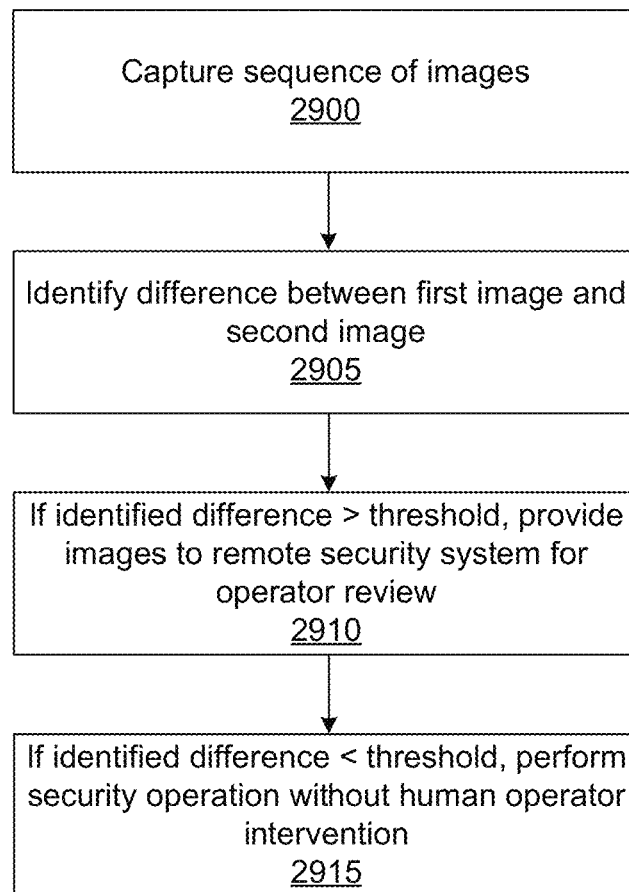 Capture sequence of images
2900
Identify difference between first image and
second image
2905
If identified difference > threshold, provide
images to remote security system for
operator review
2910
If identified difference < threshold, perform
security operation without human operator
intervention
2915